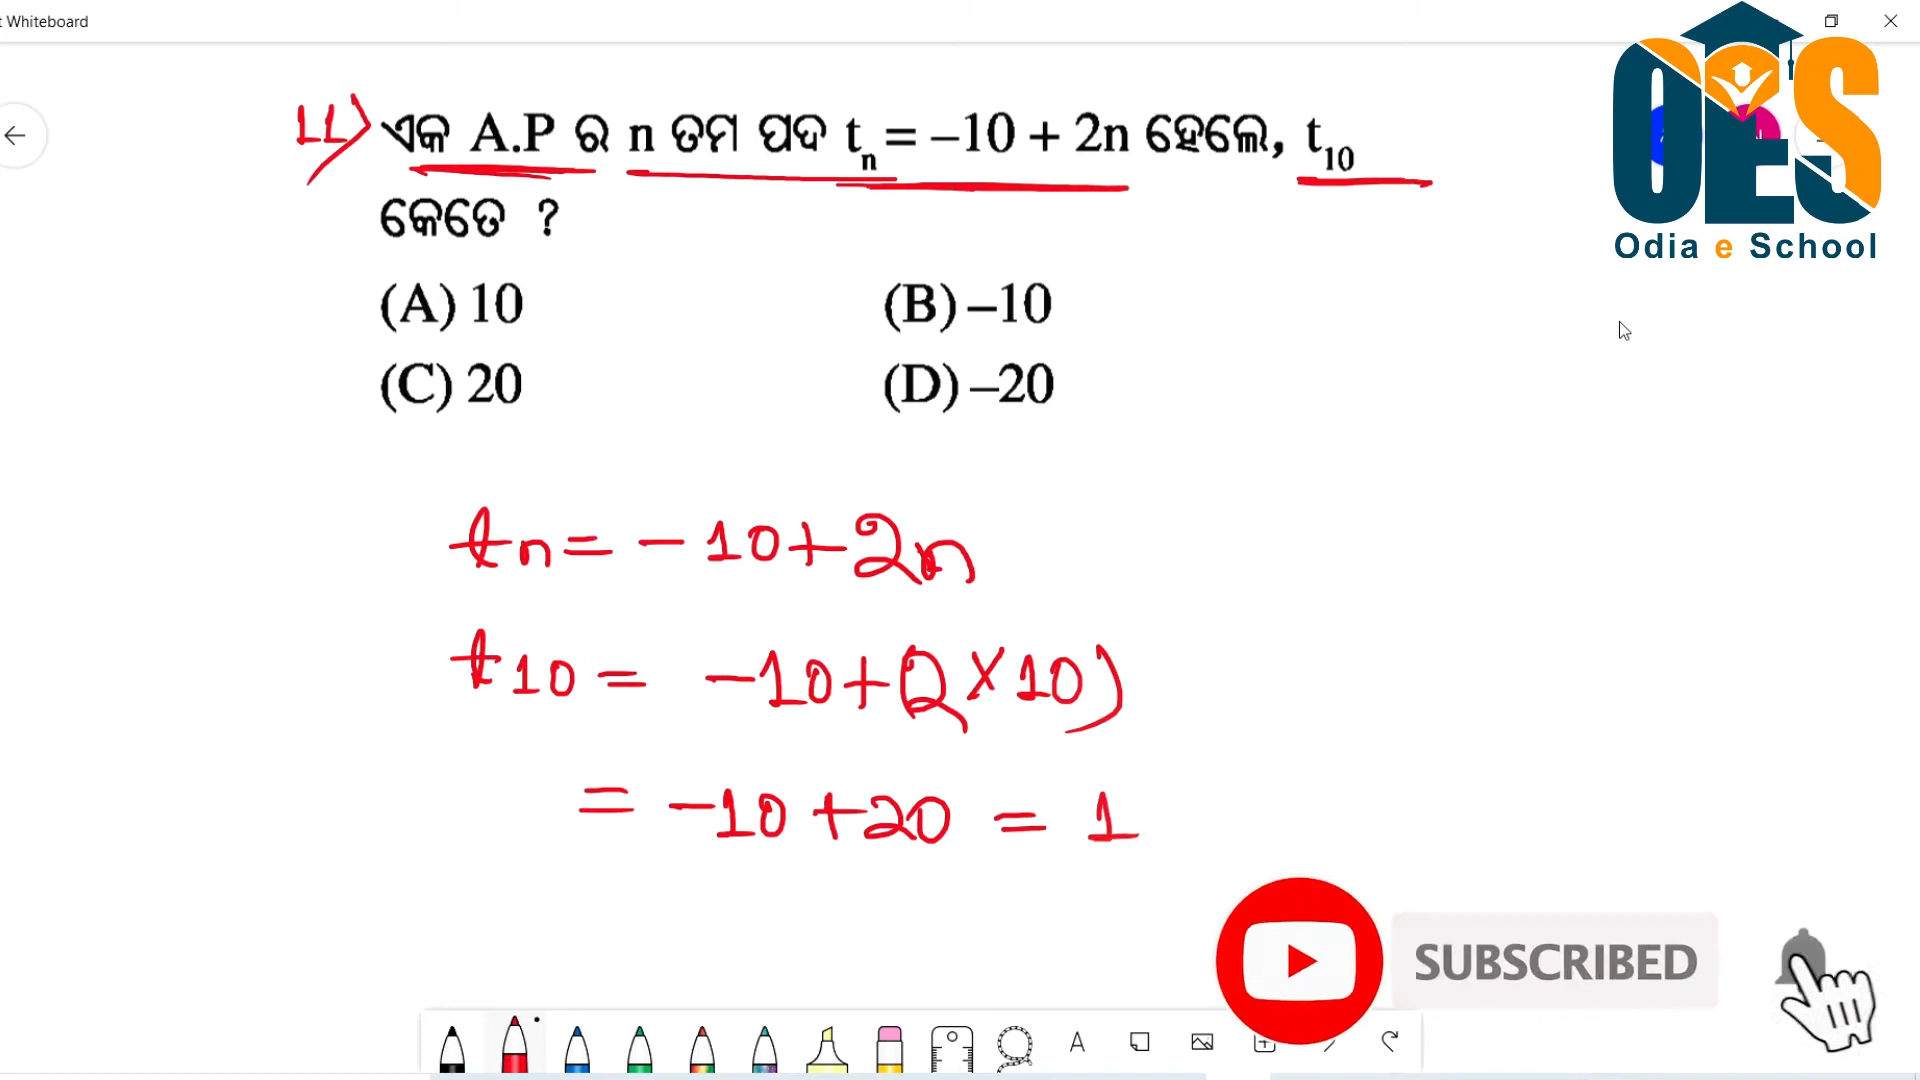 t Whiteboard
11) ଏକ A.P ର n ତମ ପଦ tn = –10 + 2n ହେଲେ, t10
କେତେ ?
(A) 10 (B) –10
(C) 20 (D) –20
tn = -10+2n
t10 = -10+(2×10)
= -10+20 = 1
OES
Odia e School
SUBSCRIBED